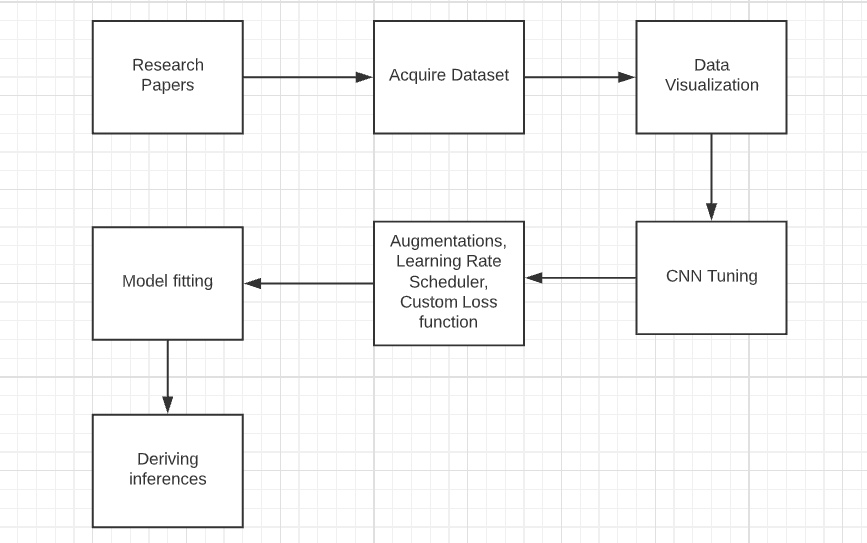 Research
Papers
Acquire Dataset
Data
Visualization
CNN Tuning
Augmentations,
Learning Rate
Scheduler,
Custom Loss
function
Model fitting
Deriving
inferences